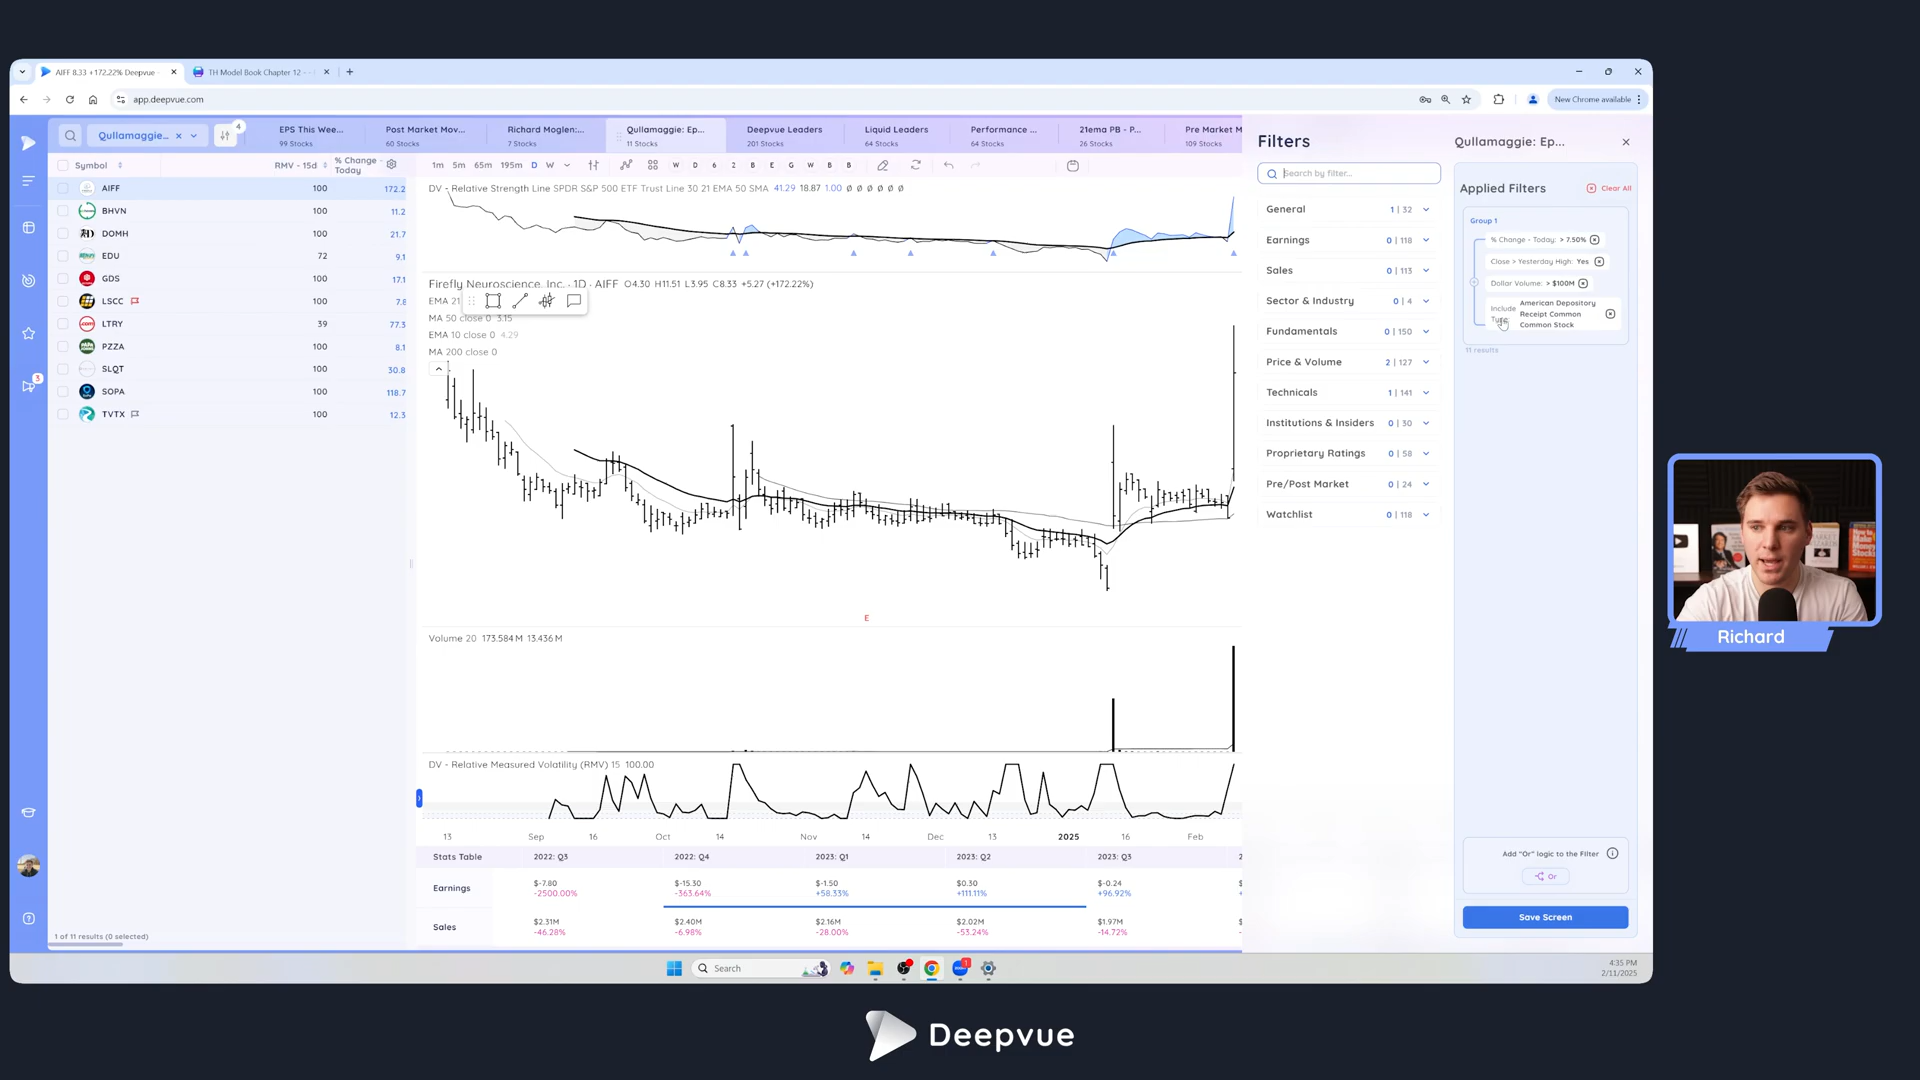 AIFF 8.33 +172.22% Deepvue
TH Model Book Chapter 12 -
app.deepvue.com
New Chrome available
Qullamaggie...
4
EPS This Wee...
99 Stocks
Post Market Mov...
60 Stocks
Richard Moglen:...
7 Stocks
Qullamaggie: Ep...
11 Stocks
Deepvue Leaders
201 Stocks
Liquid Leaders
64 Stocks
Performance ...
64 Stocks
21ema PB - P...
26 Stocks
Pre Market M
109 Stocks
Symbol
RMV - 15d
% Change - Today
AIFF 100 172.2
BHVN 100 11.2
DOMH 100 21.7
EDU 72 9.1
GDS 100 17.1
LSCC 100 7.8
LTRY 39 77.3
PZZA 100 8.1
SLQT 100 30.8
SOPA 100 118.7
TVTX 100 12.3
3
1 of 11 results (0 selected)
1m 5m 65m 195m D W
W D 6 2 B E G W B B
DV - Relative Strength Line SPDR S&P 500 ETF Trust Line 30 21 EMA 50 SMA 41.29 18.87 1.00 Ø Ø Ø Ø Ø Ø
Firefly Neuroscience, Inc. · 1D · AIFF O4.30 H11.51 L3.95 C8.33 +5.27 (+172.22%)
EMA 21
MA 50 close 0 3.15
EMA 10 close 0 4.29
MA 200 close 0
E
Volume 20 173.584M 13.436M
DV - Relative Measured Volatility (RMV) 15 100.00
13 Sep 16 Oct 14 Nov 14 Dec 13 2025 16 Feb
Stats Table 2022: Q3 2022: Q4 2023: Q1 2023: Q2 2023: Q3 2
Earnings
$-7.80 $-15.30 $-1.50 $0.30 $-0.24
-2500.00% -363.64% +58.33% +111.11% +96.92%
Sales
$2.31M $2.40M $2.16M $2.02M $1.97M
-46.28% -6.98% -28.00% -53.24% -14.72%
Filters
Search by filter...
General 1 | 32
Earnings 0 | 118
Sales 0 | 113
Sector & Industry 0 | 4
Fundamentals 0 | 150
Price & Volume 2 | 127
Technicals 1 | 141
Institutions & Insiders 0 | 30
Proprietary Ratings 0 | 58
Pre/Post Market 0 | 24
Watchlist 0 | 118
Qullamaggie: Ep...
Applied Filters
Clear All
Group 1
% Change - Today: > 7.50%
Close > Yesterday High: Yes
Dollar Volume: > $100M
Include
American Depository
Receipt Common
Common Stock
11 results
Add "Or" logic to the Filter
Or
Save Screen
Search
1
4:35 PM
2/11/2025
Richard
Deepvue